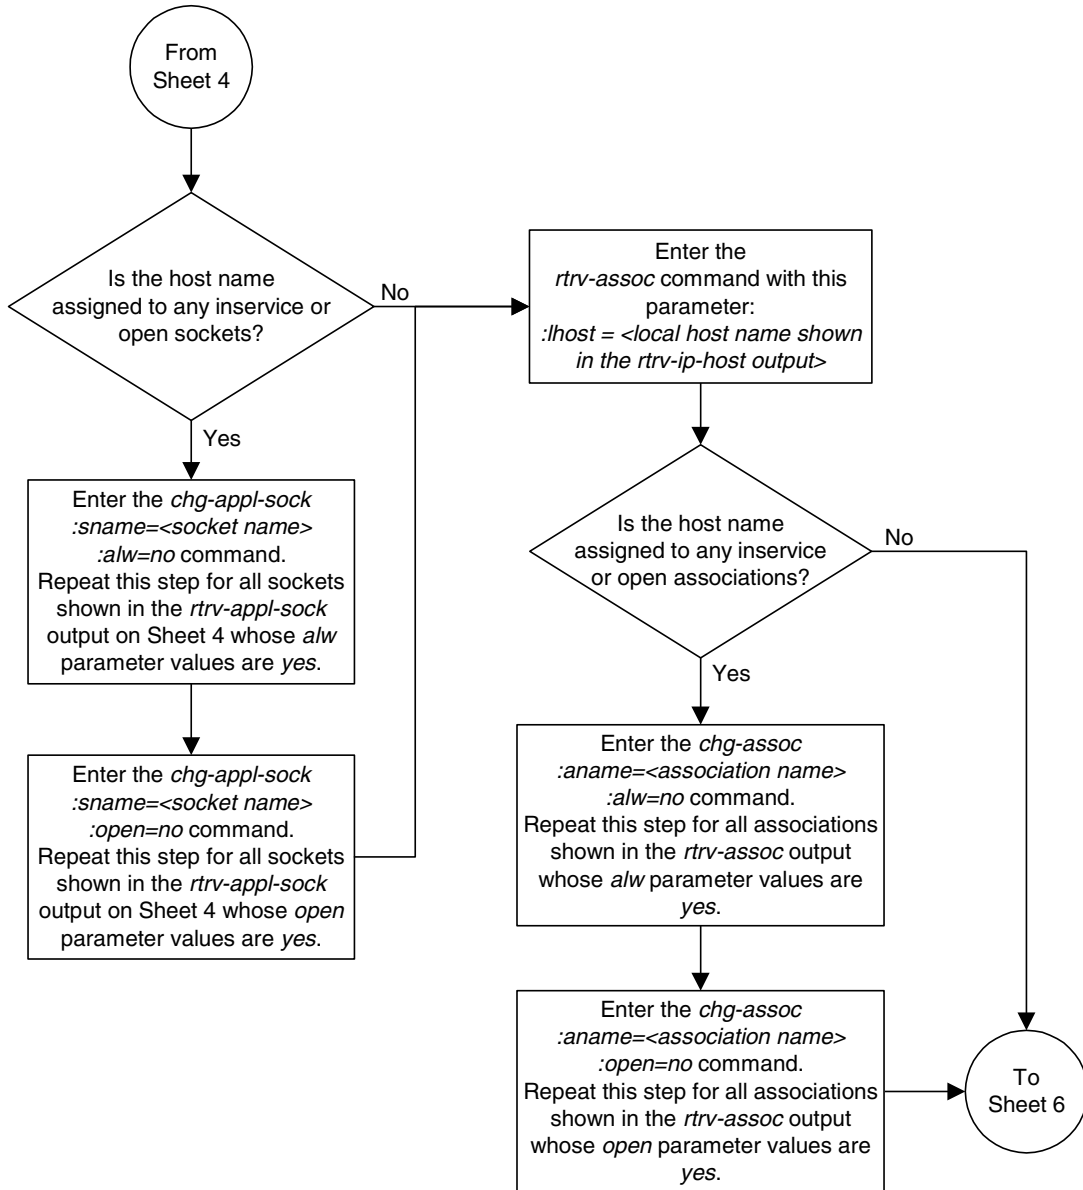 From
Sheet 4
Is the host name
assigned to any inservice or
open sockets?
No
Yes
Enter the chg-appl-sock
:sname=<socket name>
:alw=no command.
Repeat this step for all sockets
shown in the rtrv-appl-sock
output on Sheet 4 whose alw
parameter values are yes.
Enter the chg-appl-sock
:sname=<socket name>
:open=no command.
Repeat this step for all sockets
shown in the rtrv-appl-sock
output on Sheet 4 whose open
parameter values are yes.
Enter the
rtrv-assoc command with this
parameter:
:lhost = <local host name shown
in the rtrv-ip-host output>
Is the host name
assigned to any inservice
or open associations?
No
Yes
Enter the chg-assoc
:aname=<association name>
:alw=no command.
Repeat this step for all associations
shown in the rtrv-assoc output
whose alw parameter values are
yes.
Enter the chg-assoc
:aname=<association name>
:open=no command.
Repeat this step for all associations
shown in the rtrv-assoc output
whose open parameter values are
yes.
To
Sheet 6